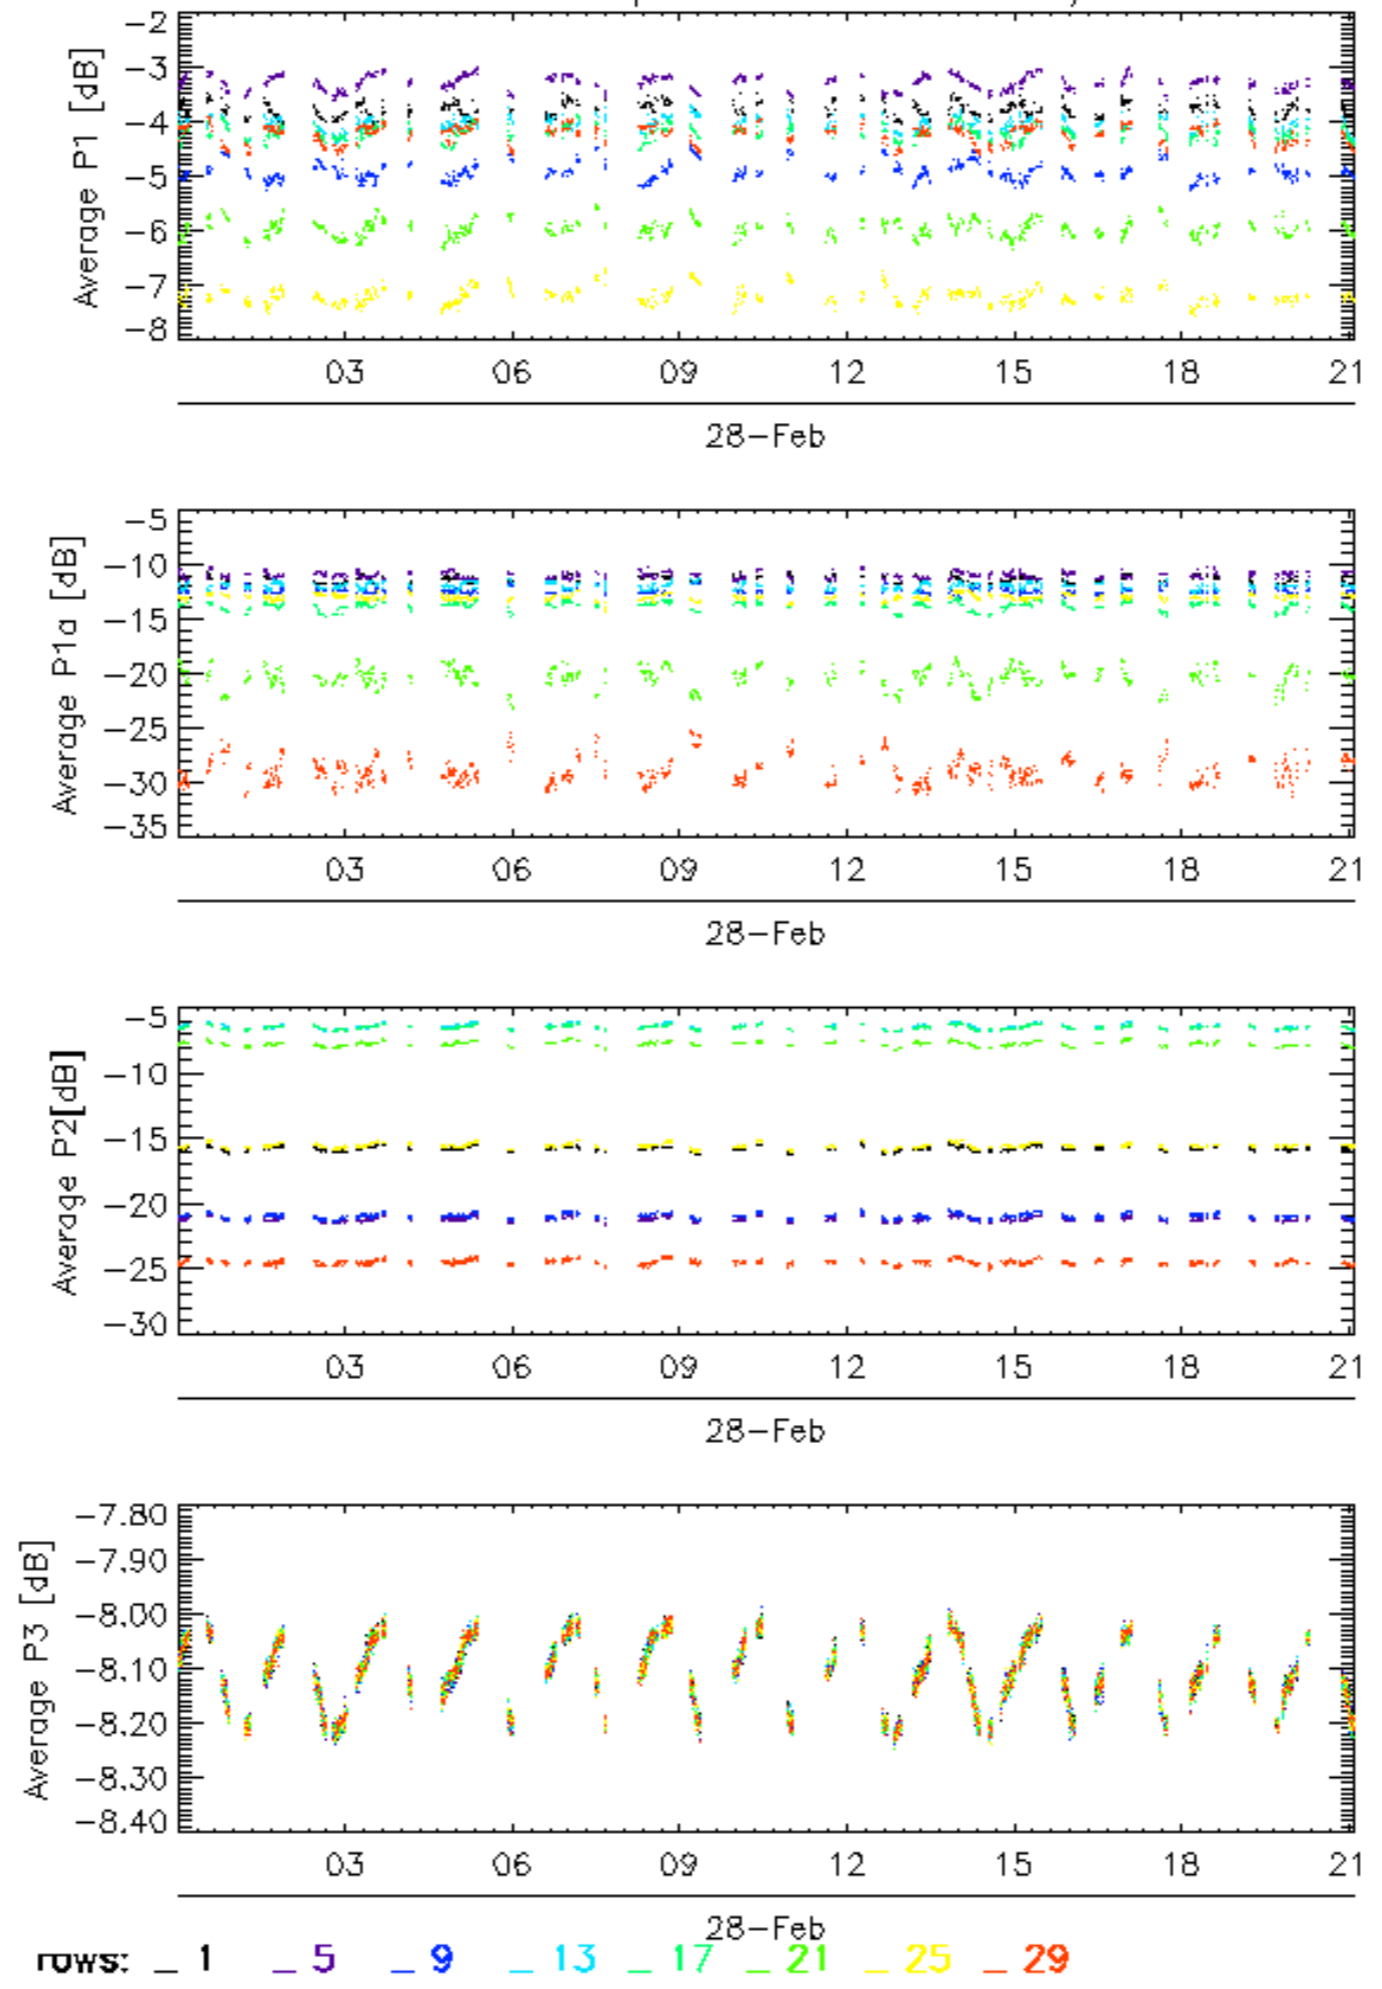 Average P1 [dB]
-2
-3
-4
-5
-6
-7
-8
03 06 09 12 15 18 21
28-Feb
Average P1a [dB]
-5
-10
-15
-20
-25
-30
-35
03 06 09 12 15 18 21
28-Feb
Average P2[dB]
-5
-10
-15
-20
-25
-30
03 06 09 12 15 18 21
28-Feb
Average P3 [dB]
-7.80
-7.90
-8.00
-8.10
-8.20
-8.30
-8.40
03 06 09 12 15 18 21
28-Feb
rows: _ 1 _ 5 _ 9 _ 13 _ 17 _ 21 _ 25 _ 29